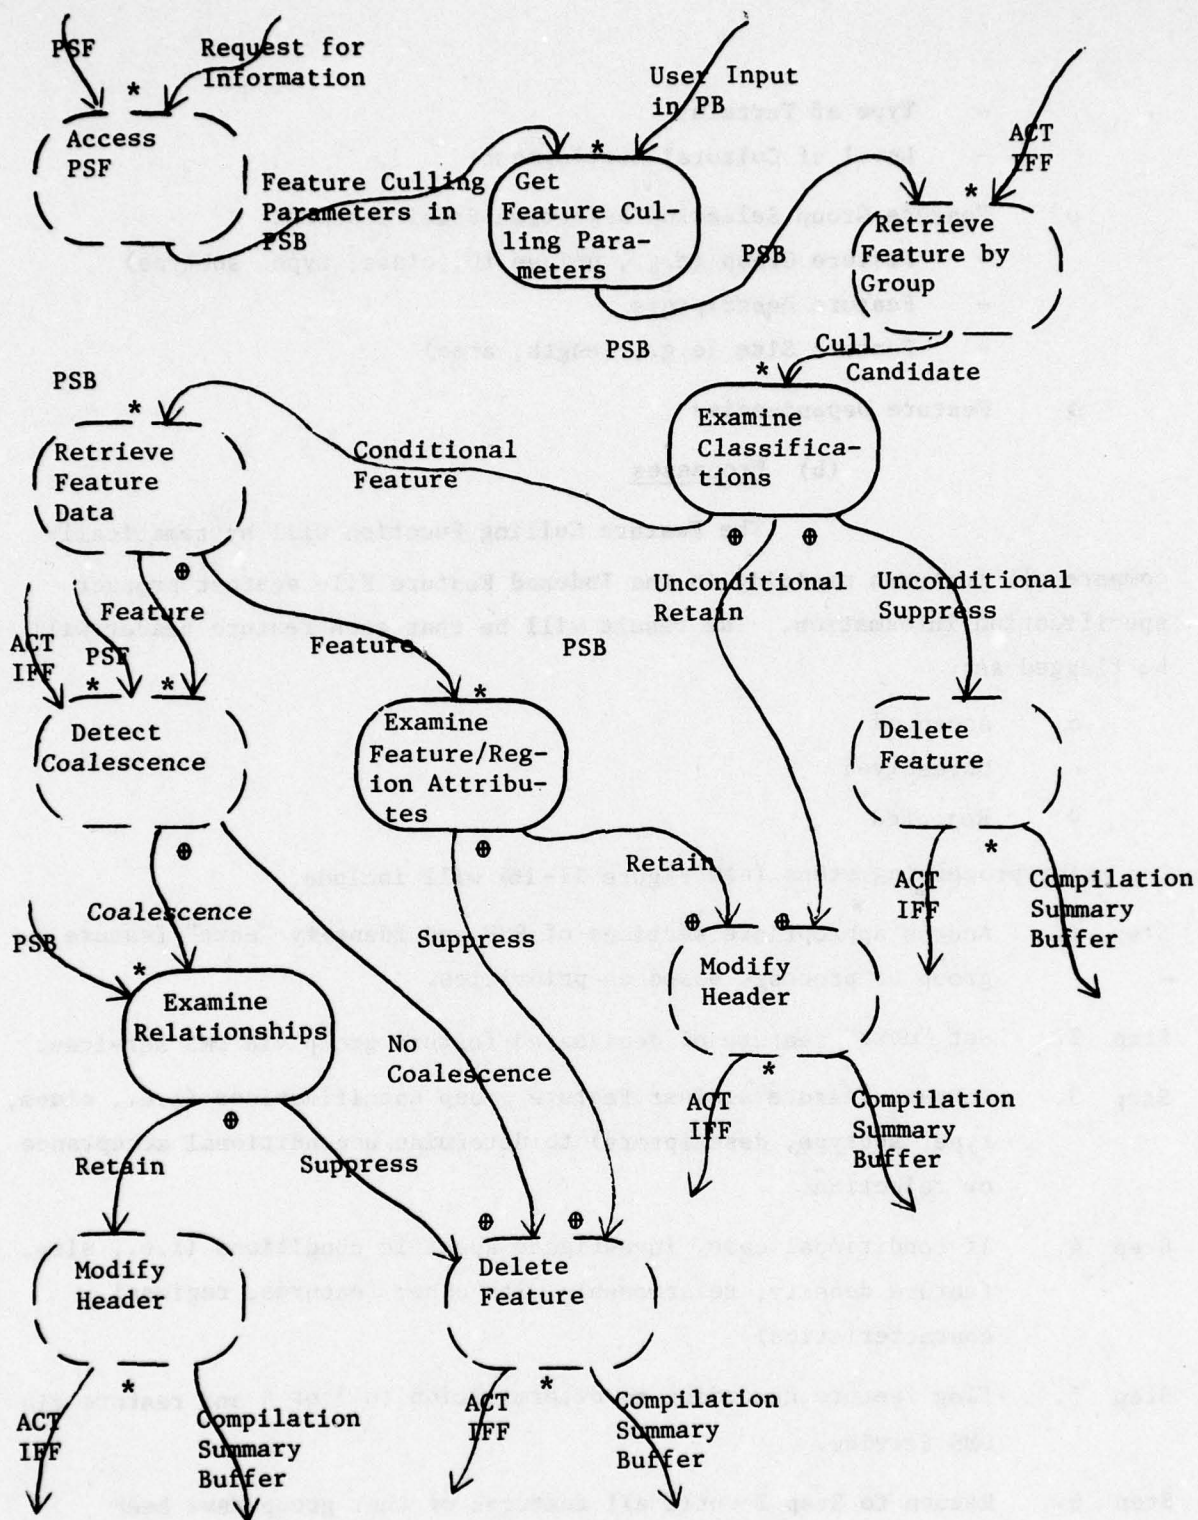 PSF
Request for
Information
*
Access
PSF
User Input
in PB
*
Feature Culling
Parameters in
PSB
Get
Feature Cul-
ling Para-
meters
PSB
ACT
IFF
*
Retrieve
Feature by
Group
PSB
Cull
Candidate
*
Examine
Classifica-
tions
⊕ ⊕
PSB
*
Retrieve
Feature
Data
⊕
Conditional
Feature
Unconditional
Retain
Unconditional
Suppress
Feature
Feature
PSB
ACT
IFF
PSF
* *
Detect
Coalescence
⊕
*
Examine
Feature/Reg-
ion Attribu-
tes
⊕
Delete
Feature
*
ACT
IFF
Compilation
Summary
Buffer
Retain
⊕ ⊕
Modify
Header
*
ACT
IFF
Compilation
Summary
Buffer
Coalescence
PSB
*
Examine
Relationships
⊕
Suppress
No
Coalescence
Retain
Suppress
Modify
Header
*
ACT
IFF
Compilation
Summary
Buffer
⊕ ⊕
Delete
Feature
*
ACT
IFF
Compilation
Summary
Buffer